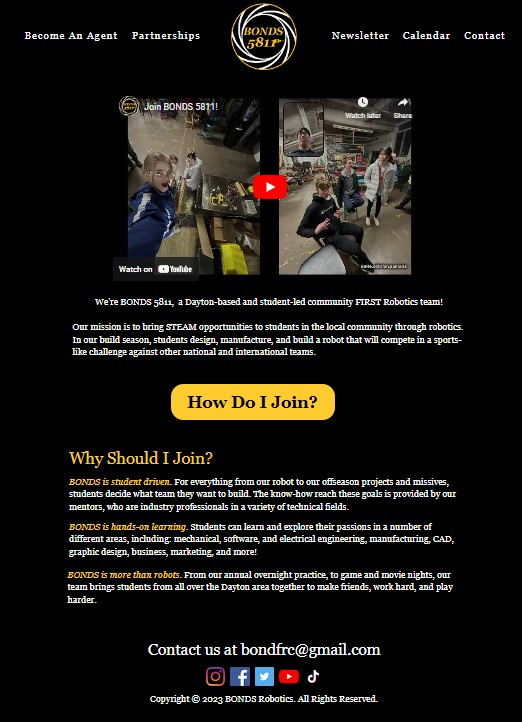 Become An Agent Partnerships
BONDS
5811
Newsletter Calendar Contact
BONDS
5811
Join BONDS 5811!
Watch later
Share
Watch on YouTube
We're BONDS 5811, a Dayton-based and student-led community FIRST Robotics team!
Our mission is to bring STEAM opportunities to students in the local community through robotics.
In our build season, students design, manufacture, and build a robot that will compete in a sports-
like challenge against other national and international teams.
How Do I Join?
Why Should I Join?
BONDS is student driven. For everything from our robot to our offseason projects and missives,
students decide what team they want to build. The know-how reach these goals is provided by our
mentors, who are industry professionals in a variety of technical fields.
BONDS is hands-on learning. Students can learn and explore their passions in a number of
different areas, including: mechanical, software, and electrical engineering, manufacturing, CAD,
graphic design, business, marketing, and more!
BONDS is more than robots. From our annual overnight practice, to game and movie nights, our
team brings students from all over the Dayton area together to make friends, work hard, and play
harder.
Contact us at bondfrc@gmail.com
Copyright © 2023 BONDS Robotics. All Rights Reserved.